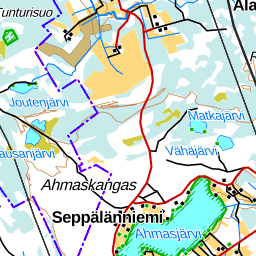 Tunturisuo
Ala
Joutenjärvi
Matkajärvi
Vähäjärvi
ausanjärvi
Ahmaskangas
Seppälänniemi
Ahmasjärvi